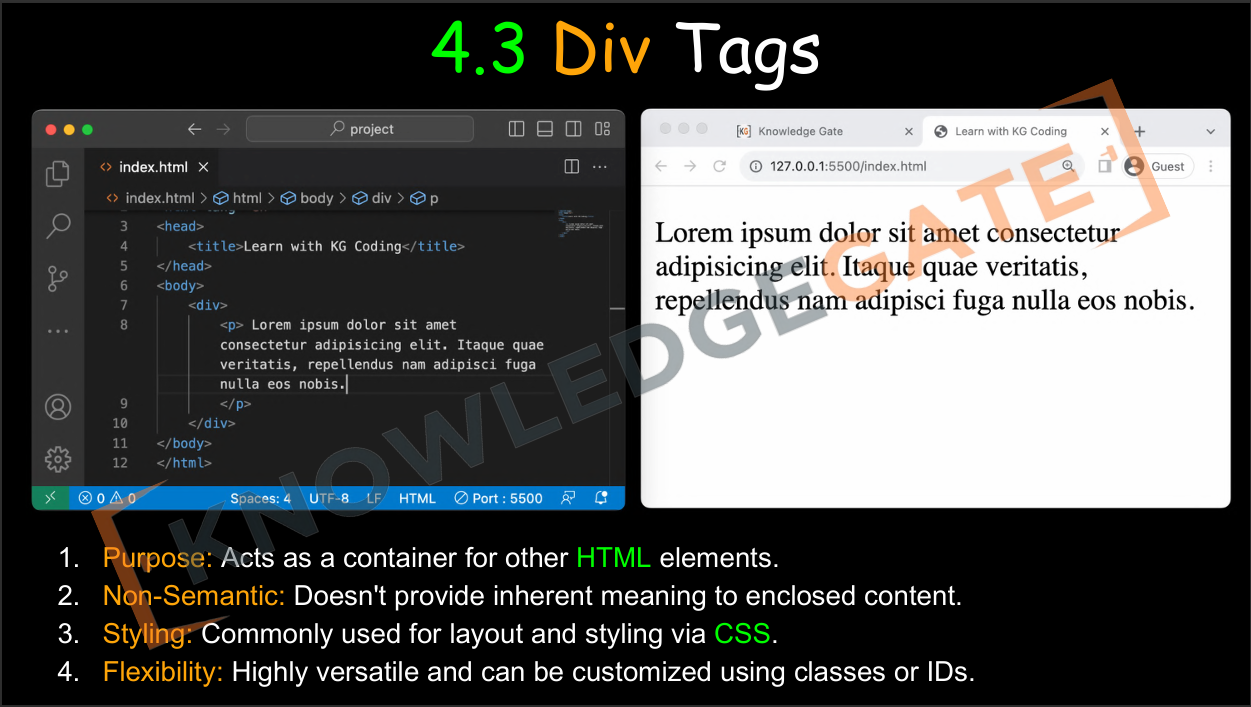 4.3 Div Tags
project
index.html
index.html > html > body > div > p
3 <head>
4 <title>Learn with KG Coding</title>
5 </head>
6 <body>
7 <div>
8 <p> Lorem ipsum dolor sit amet
consectetur adipisicing elit. Itaque quae
veritatis, repellendus nam adipisci fuga
nulla eos nobis.
9 </p>
10 </div>
11 </body>
12 </html>
0 0 Spaces: 4 UTF-8 LF HTML Port : 5500
[KG] Knowledge Gate
Learn with KG Coding
127.0.0.1:5500/index.html
Guest
Lorem ipsum dolor sit amet consectetur
adipisicing elit. Itaque quae veritatis,
repellendus nam adipisci fuga nulla eos nobis.
KNOWLEDGEGATE
1. Purpose: Acts as a container for other HTML elements.
2. Non-Semantic: Doesn't provide inherent meaning to enclosed content.
3. Styling: Commonly used for layout and styling via CSS.
4. Flexibility: Highly versatile and can be customized using classes or IDs.